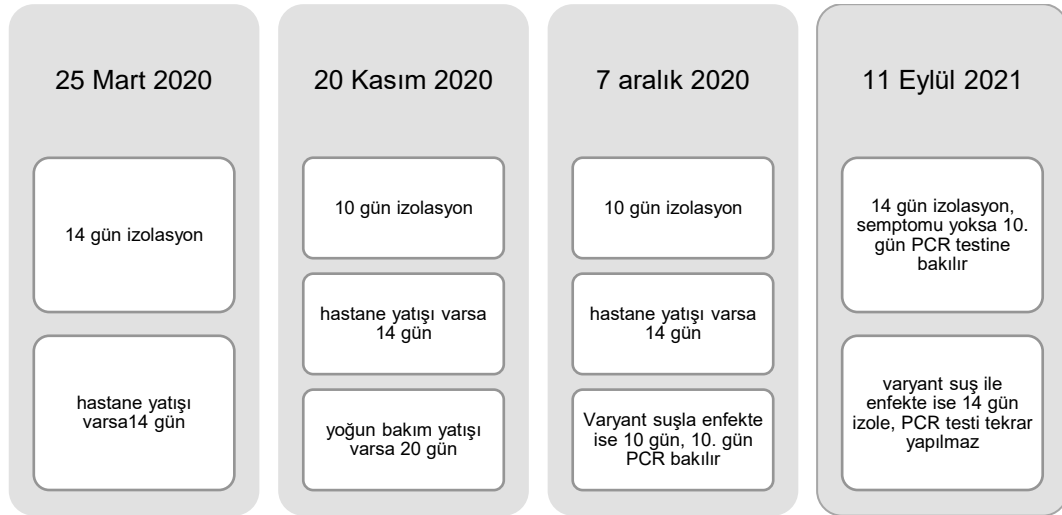 25 Mart 2020
14 gün izolasyon
hastane yatışı
varsa14 gün
20 Kasım 2020
10 gün izolasyon
hastane yatışı varsa
14 gün
yoğun bakım yatışı
varsa 20 gün
7 aralık 2020
10 gün izolasyon
hastane yatışı varsa
14 gün
Varyant suşla enfekte
ise 10 gün, 10. gün
PCR bakılır
11 Eylül 2021
14 gün izolasyon,
semptomu yoksa 10.
gün PCR testine
bakılır
varyant suş ile
enfekte ise 14 gün
izole, PCR testi tekrar
yapılmaz